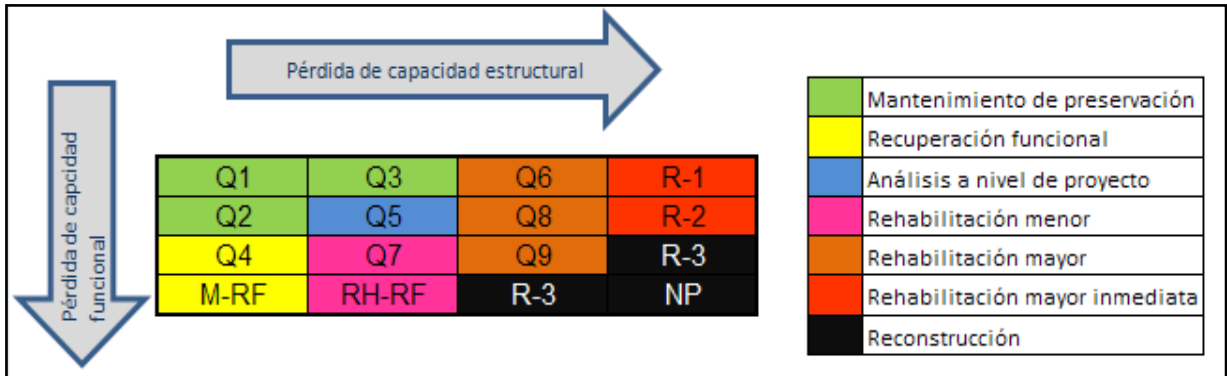 Pérdida de capacidad estructural
Pérdida de capcidad
funcional
Q1 Q3 Q6 R-1
Q2 Q5 Q8 R-2
Q4 Q7 Q9 R-3
M-RF RH-RF R-3 NP
Mantenimiento de preservación
Recuperación funcional
Análisis a nivel de proyecto
Rehabilitación menor
Rehabilitación mayor
Rehabilitación mayor inmediata
Reconstrucción